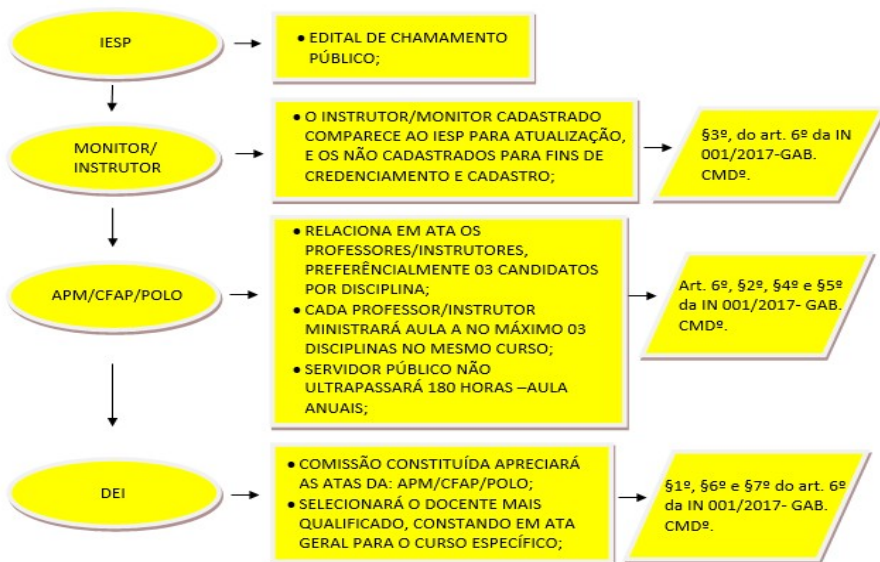 IESP
• EDITAL DE CHAMAMENTO
PÚBLICO;
MONITOR/
INSTRUTOR
• O INSTRUTOR/MONITOR CADASTRADO
COMPARECE AO IESP PARA ATUALIZAÇÃO,
E OS NÃO CADASTRADOS PARA FINS DE
CREDENCIAMENTO E CADASTRO;
§3º, do art. 6º da IN
001/2017-GAB.
CMDº.
APM/CFAP/POLO
• RELACIONA EM ATA OS
PROFESSORES/INSTRUTORES,
PREFERÊNCIALMENTE 03 CANDIDATOS
POR DISCIPLINA;
• CADA PROFESSOR/INSTRUTOR
MINISTRARÁ AULA A NO MÁXIMO 03
DISCIPLINAS NO MESMO CURSO;
• SERVIDOR PÚBLICO NÃO
ULTRAPASSARÁ 180 HORAS –AULA
ANUAIS;
Art. 6º, §2º, §4º e §5º
da IN 001/2017- GAB.
CMDº.
DEI
• COMISSÃO CONSTITUÍDA APRECIARÁ
AS ATAS DA: APM/CFAP/POLO;
• SELECIONARÁ O DOCENTE MAIS
QUALIFICADO, CONSTANDO EM ATA
GERAL PARA O CURSO ESPECÍFICO;
§1º, §6º e §7º do art. 6º
da IN 001/2017- GAB.
CMDº.